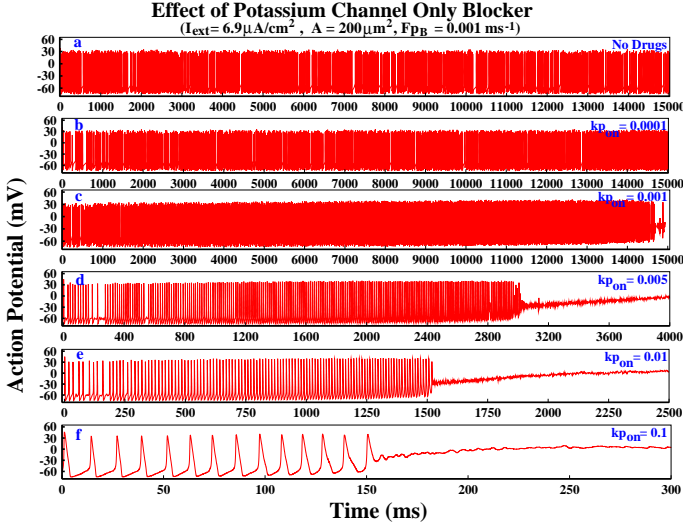 Effect of Potassium Channel Only Blocker
(I_ext= 6.9μA/cm² , A = 200μm², Fp_B = 0.001 ms⁻¹)
Action Potential (mV)
a
No Drugs
60
30
0
-30
-60
0 1000 2000 3000 4000 5000 6000 7000 8000 9000 10000 11000 12000 13000 14000 15000
b
kp_on = 0.0001
60
30
0
-30
-60
0 1000 2000 3000 4000 5000 6000 7000 8000 9000 10000 11000 12000 13000 14000 15000
c
kp_on = 0.001
60
30
0
-30
-60
0 1000 2000 3000 4000 5000 6000 7000 8000 9000 10000 11000 12000 13000 14000 15000
d
kp_on = 0.005
60
30
0
-30
-60
0 400 800 1200 1600 2000 2400 2800 3200 3600 4000
e
kp_on = 0.01
60
30
0
-30
-60
0 250 500 750 1000 1250 1500 1750 2000 2250 2500
f
kp_on = 0.1
60
30
0
-30
-60
0 50 100 150 200 250 300
Time (ms)